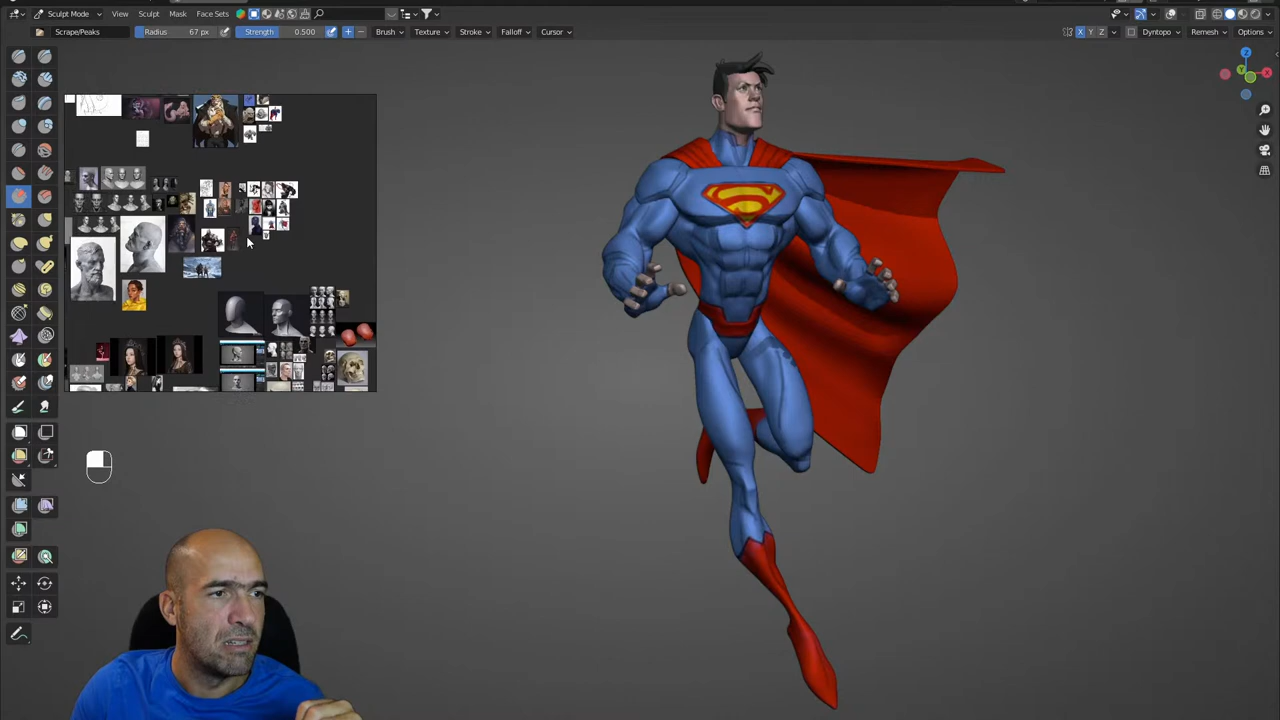 Sculpt Mode View Sculpt Mask Face Sets
Scrape/Peaks Radius 67 px Strength 0.500 Brush Texture Stroke Falloff Cursor X Y Z Dyntopo Remesh Options
Z
Y
X
S